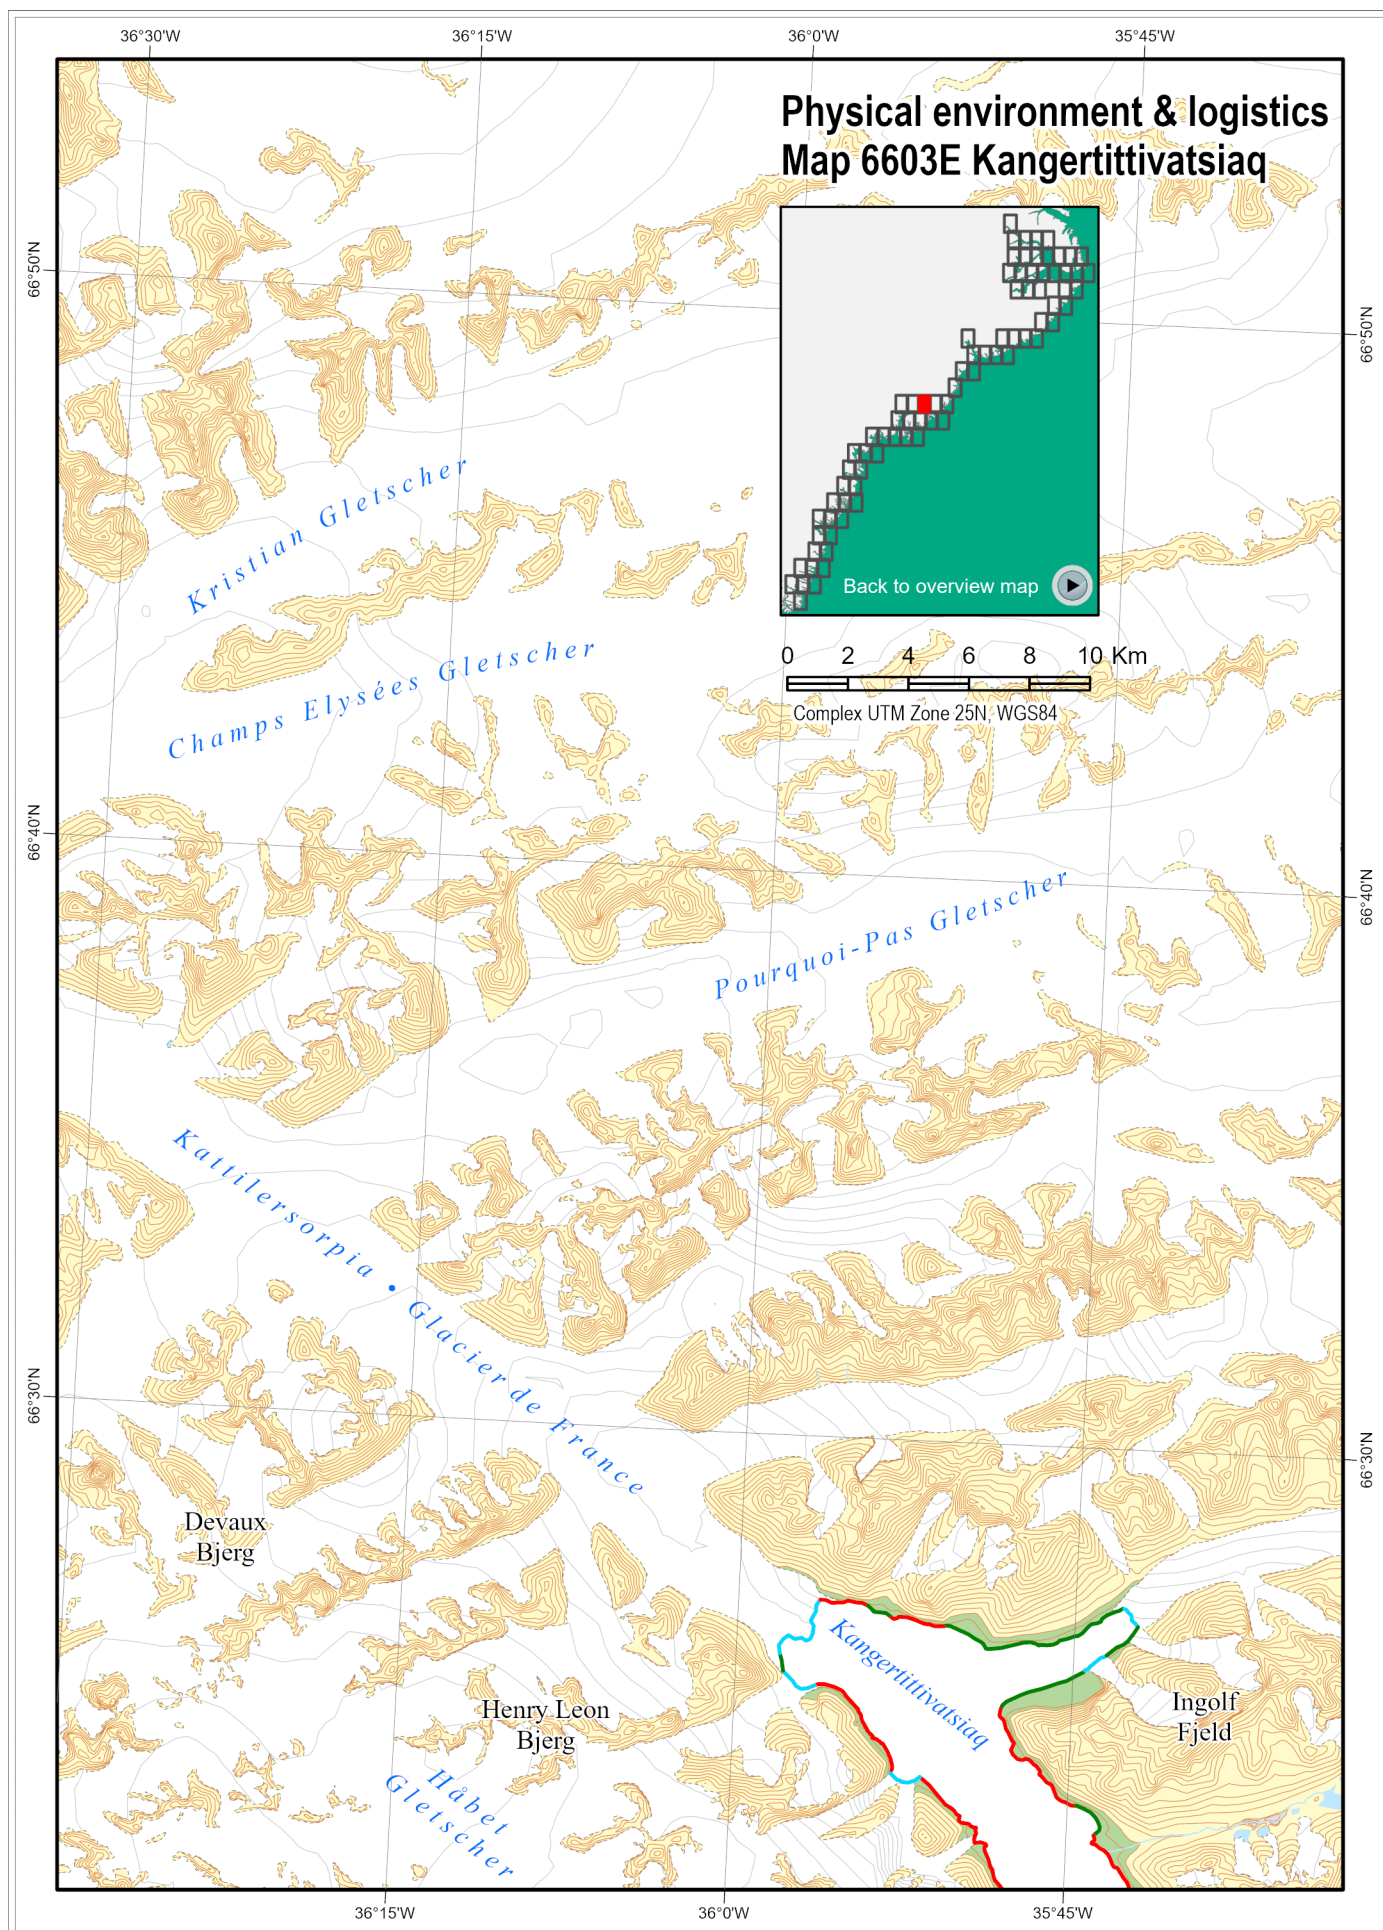 36°30'W
36°15'W
36°0'W
35°45'W
Physical environment & logistics
Map 6603E Kangertittivatsiaq
66°50'N
66°50'N
Kristian Gletscher
Back to overview map
Champs Elysées Gletscher
0 2 4 6 8 10 Km
Complex UTM Zone 25N, WGS84
66°40'N
66°40'N
Pourquoi-Pas Gletscher
Kattilersorpia • Glacier de France
66°30'N
66°30'N
Devaux
Bjerg
Kangertittivatsiaq
Henry Leon
Bjerg
Ingolf
Fjeld
Håbet
Gletscher
36°15'W
36°0'W
35°45'W